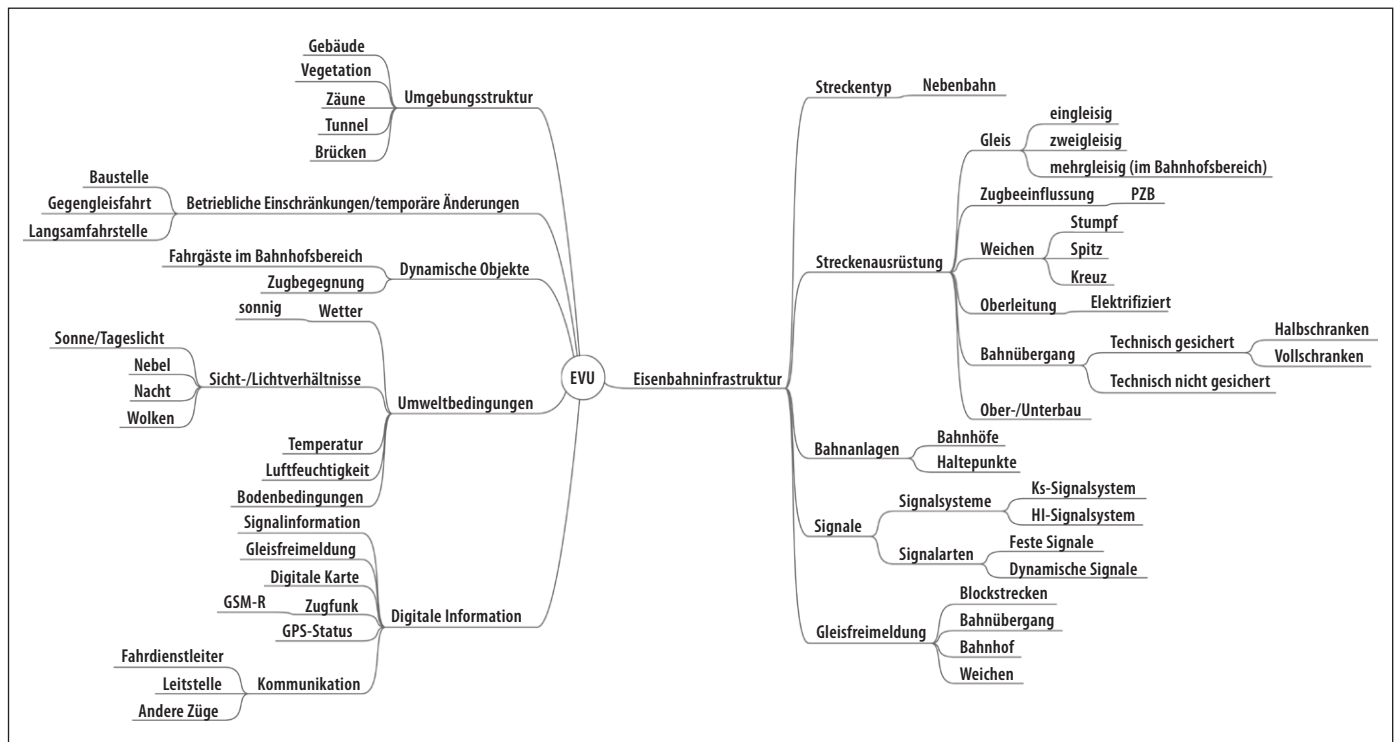 Gebäude
Vegetation
Zäune
Tunnel
Brücken
Umgebungsstruktur
Baustelle
Gegengleisfahrt
Langsamfahrstelle
Betriebliche Einschränkungen/temporäre Änderungen
Fahrgäste im Bahnhofsbereich
Zugbegegnung
Dynamische Objekte
sonnig
Wetter
Sonne/Tageslicht
Nebel
Nacht
Wolken
Sicht-/Lichtverhältnisse
Temperatur
Luftfeuchtigkeit
Bodenbedingungen
Umweltbedingungen
Signalinformation
Gleisfreimeldung
Digitale Karte
GSM-R
Zugfunk
GPS-Status
Fahrdienstleiter
Leitstelle
Andere Züge
Kommunikation
Digitale Information
EVU
Eisenbahninfrastruktur
Streckentyp
Nebenbahn
Streckenausrüstung
Gleis
eingleisig
zweigleisig
mehrgleisig (im Bahnhofsbereich)
Zugbeeinflussung
PZB
Weichen
Stumpf
Spitz
Kreuz
Oberleitung
Elektrifiziert
Bahnübergang
Technisch gesichert
Halbschranken
Vollschranken
Technisch nicht gesichert
Ober-/Unterbau
Bahnanlagen
Bahnhöfe
Haltepunkte
Signale
Signalsysteme
Ks-Signalsystem
Hl-Signalsystem
Signalarten
Feste Signale
Dynamische Signale
Gleisfreimeldung
Blockstrecken
Bahnübergang
Bahnhof
Weichen